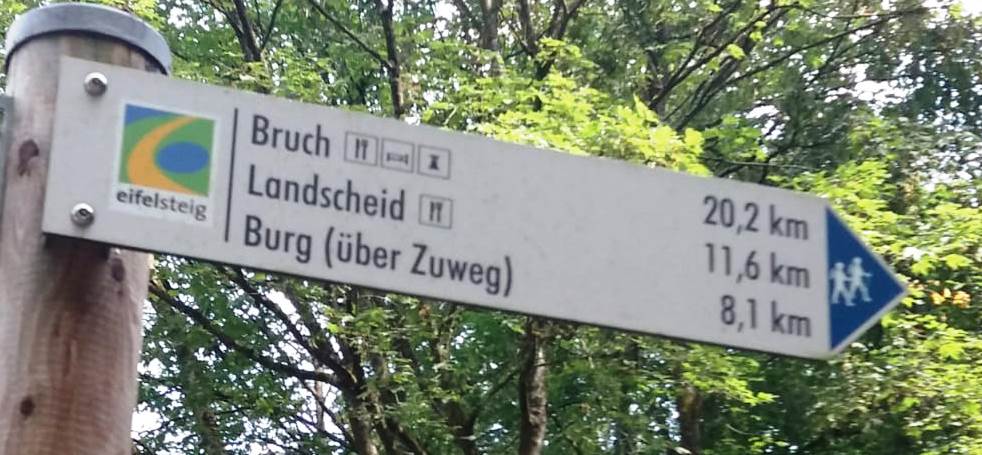 eifelsteig
Bruch 20,2 km
Landscheid 11,6 km
Burg (über Zuweg) 8,1 km